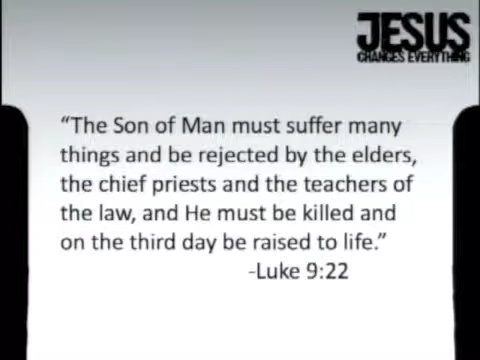 JESUS
CHANGES EVERYTHING
“The Son of Man must suffer many
things and be rejected by the elders,
the chief priests and the teachers of
the law, and He must be killed and
on the third day be raised to life.”
-Luke 9:22